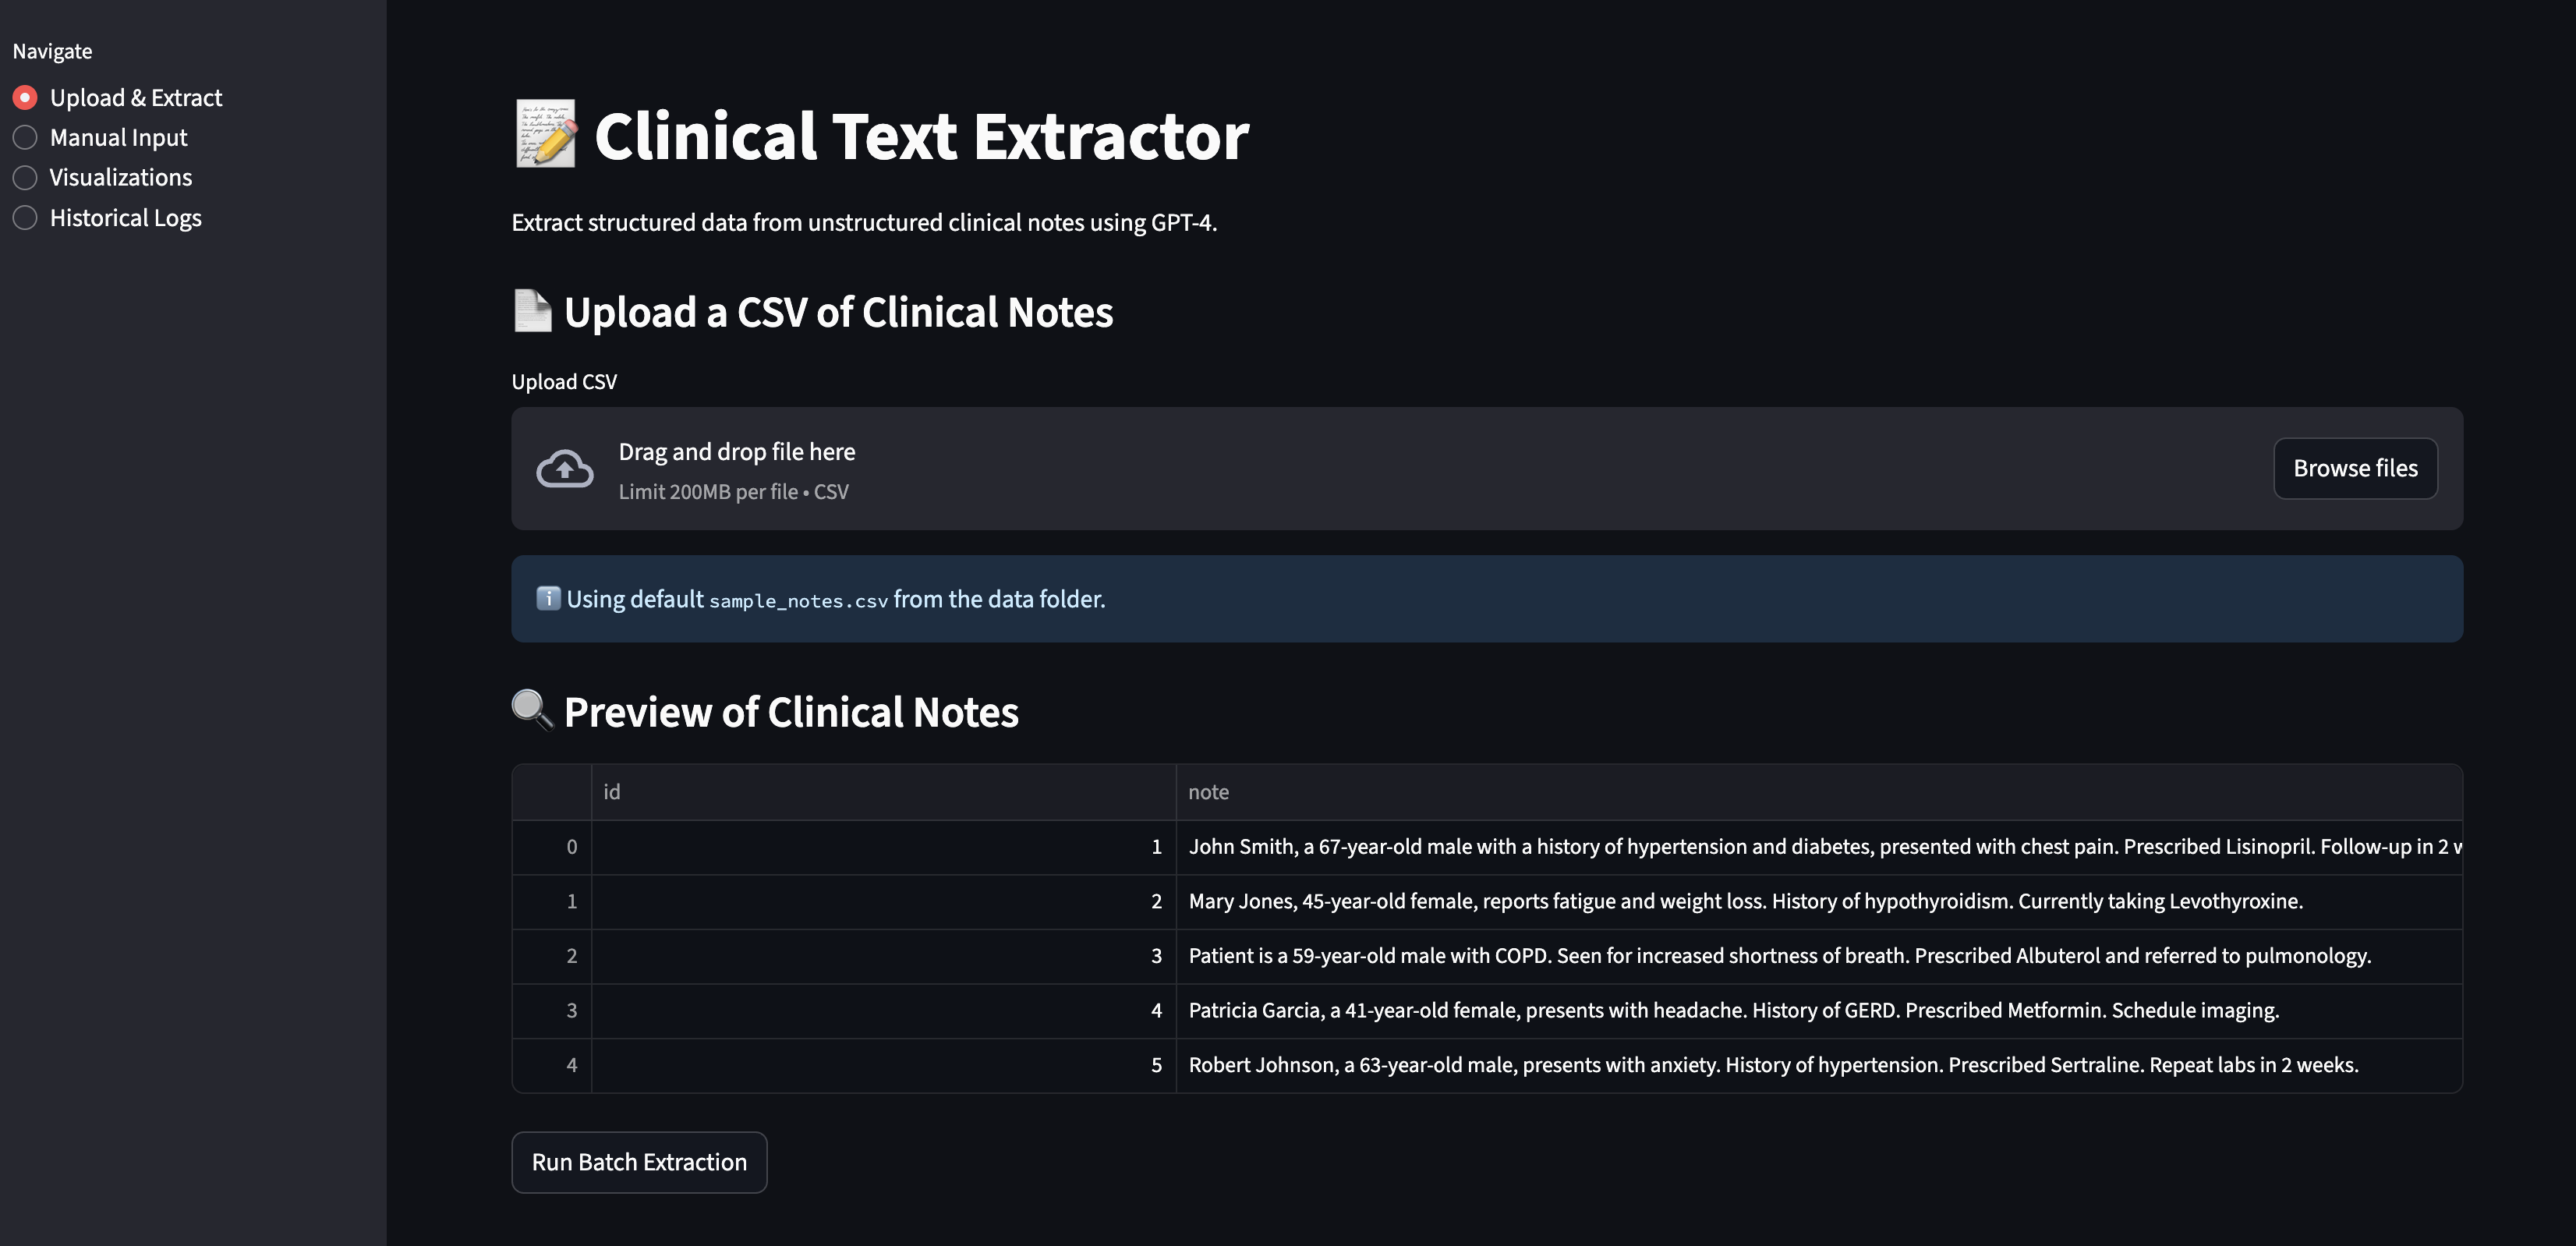 Navigate
Upload & Extract
Manual Input
Visualizations
Historical Logs
Clinical Text Extractor
Extract structured data from unstructured clinical notes using GPT-4.
Upload a CSV of Clinical Notes
Upload CSV
Drag and drop file here
Limit 200MB per file • CSV
Browse files
Using default sample_notes.csv from the data folder.
Preview of Clinical Notes
id note
0 1 John Smith, a 67-year-old male with a history of hypertension and diabetes, presented with chest pain. Prescribed Lisinopril. Follow-up in 2 w
1 2 Mary Jones, 45-year-old female, reports fatigue and weight loss. History of hypothyroidism. Currently taking Levothyroxine.
2 3 Patient is a 59-year-old male with COPD. Seen for increased shortness of breath. Prescribed Albuterol and referred to pulmonology.
3 4 Patricia Garcia, a 41-year-old female, presents with headache. History of GERD. Prescribed Metformin. Schedule imaging.
4 5 Robert Johnson, a 63-year-old male, presents with anxiety. History of hypertension. Prescribed Sertraline. Repeat labs in 2 weeks.
Run Batch Extraction